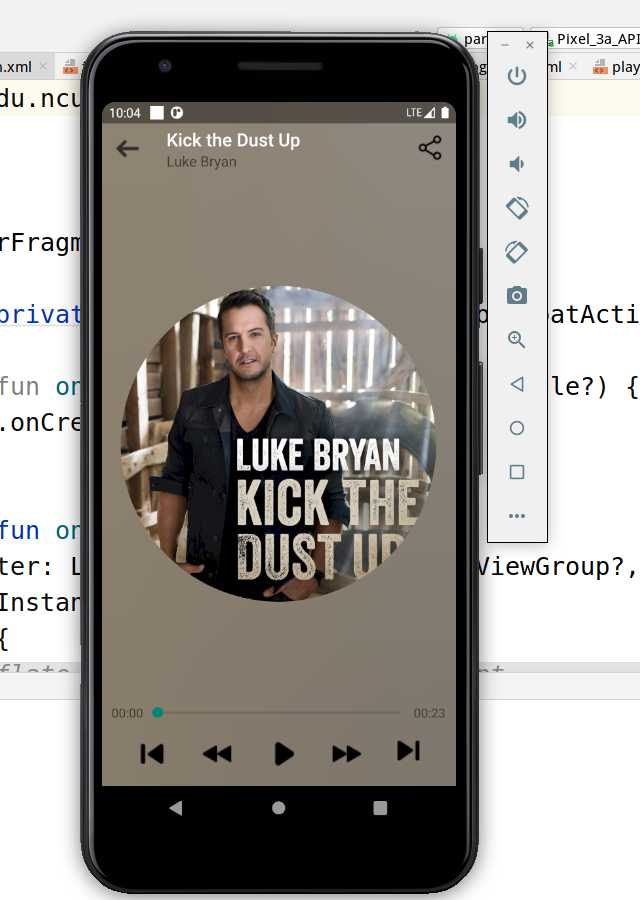 par
Pixel_3a_API
.xml
ml
play
du.ncu
10:04
LTE
Kick the Dust Up
Luke Bryan
rFragm
privat
atActi
fun on
le?) {
.onCre
LUKE BRYAN
KICK THE
DUST UP
fun on
ter: L
ViewGroup?,
Instan
{
00:00
00:23